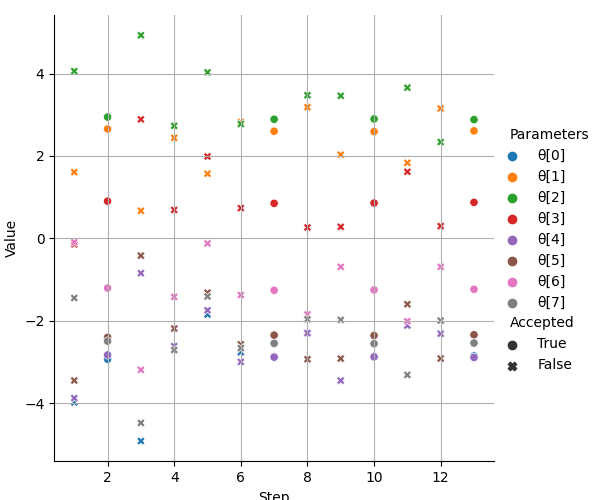 4
2
0
−2
−4
Value
2
4
6
8
10
12
Step
Parameters
θ[0]
θ[1]
θ[2]
θ[3]
θ[4]
θ[5]
θ[6]
θ[7]
Accepted
True
False